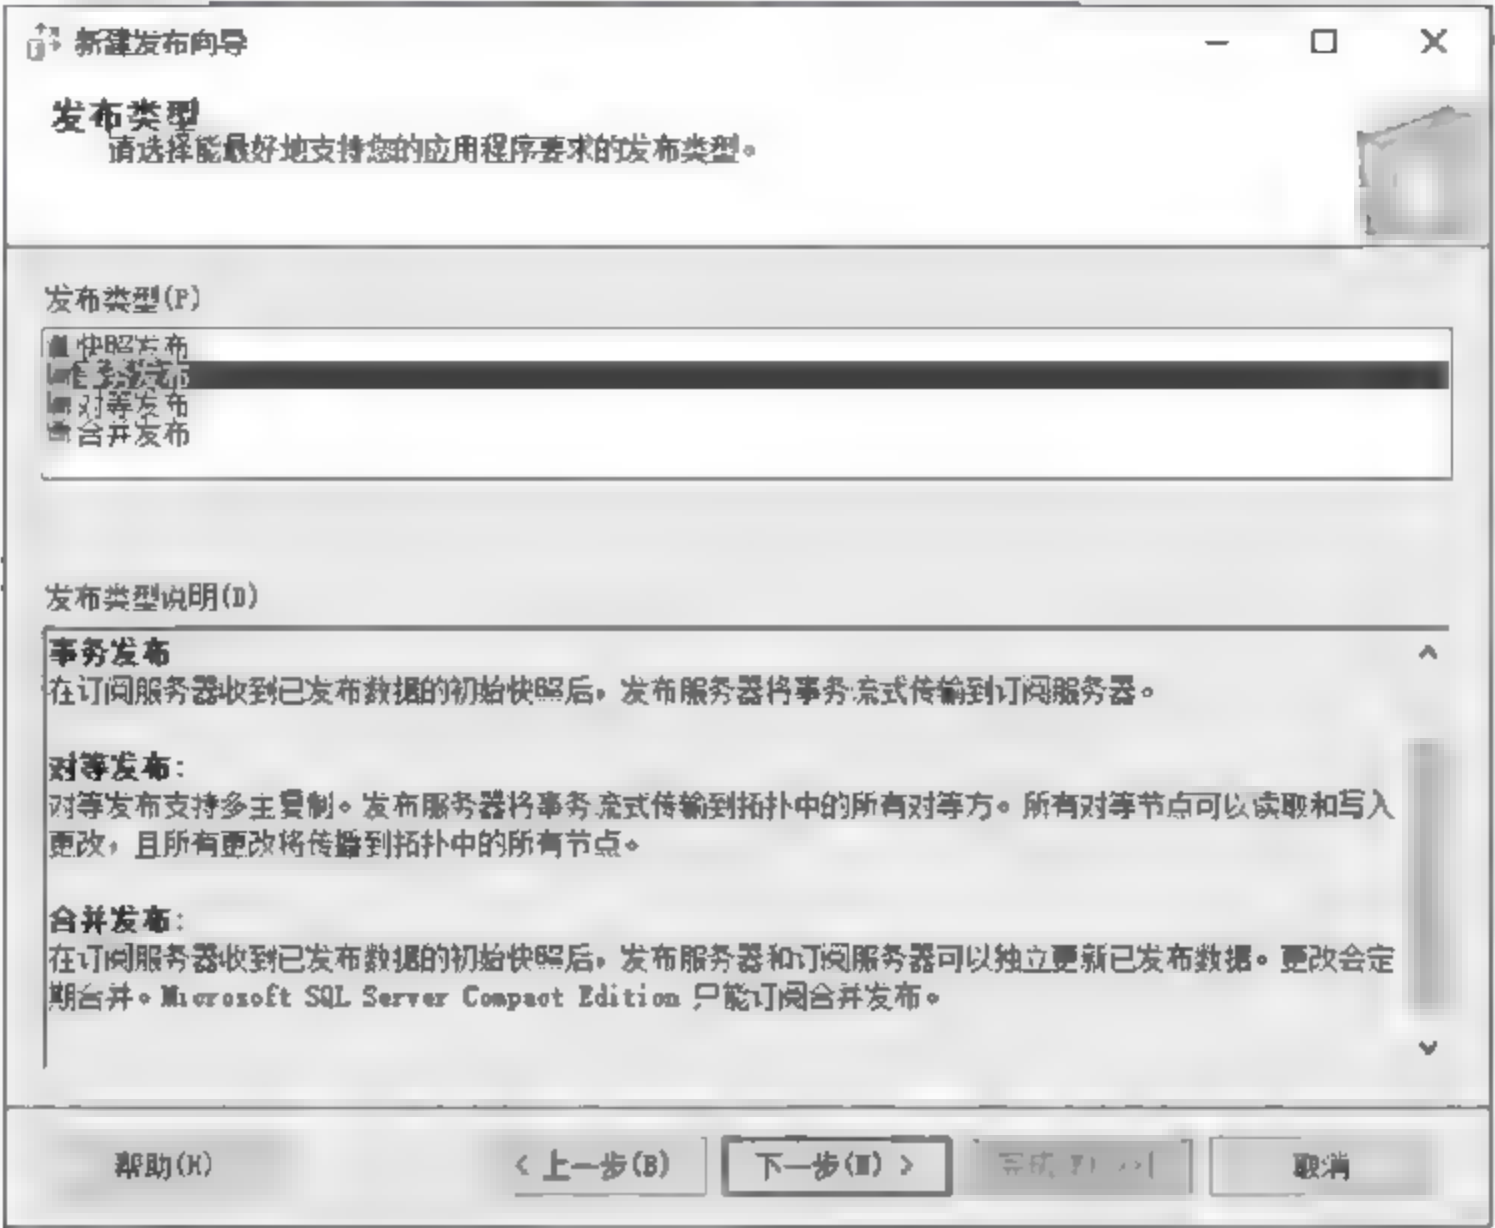 新建发布向导
发布类型
请选择能最好地支持您的应用程序要求的发布类型。
发布类型(P)
快照发布
事务发布
对等发布
合并发布
发布类型说明(D)
事务发布
在订阅服务器收到已发布数据的初始快照后，发布服务器将事务流式传输到订阅服务器。
对等发布:
对等发布支持多主复制。发布服务器将事务流式传输到拓扑中的所有对等方。所有对等节点可以读取和写入
更改，且所有更改将传播到拓扑中的所有节点。
合并发布:
在订阅服务器收到已发布数据的初始快照后，发布服务器和订阅服务器可以独立更新已发布数据。更改会定
期合并。Microsoft SQL Server Compact Edition 只能订阅合并发布。
帮助(H)
< 上一步(B)
下一步(N) >
完成(F) >>|
取消